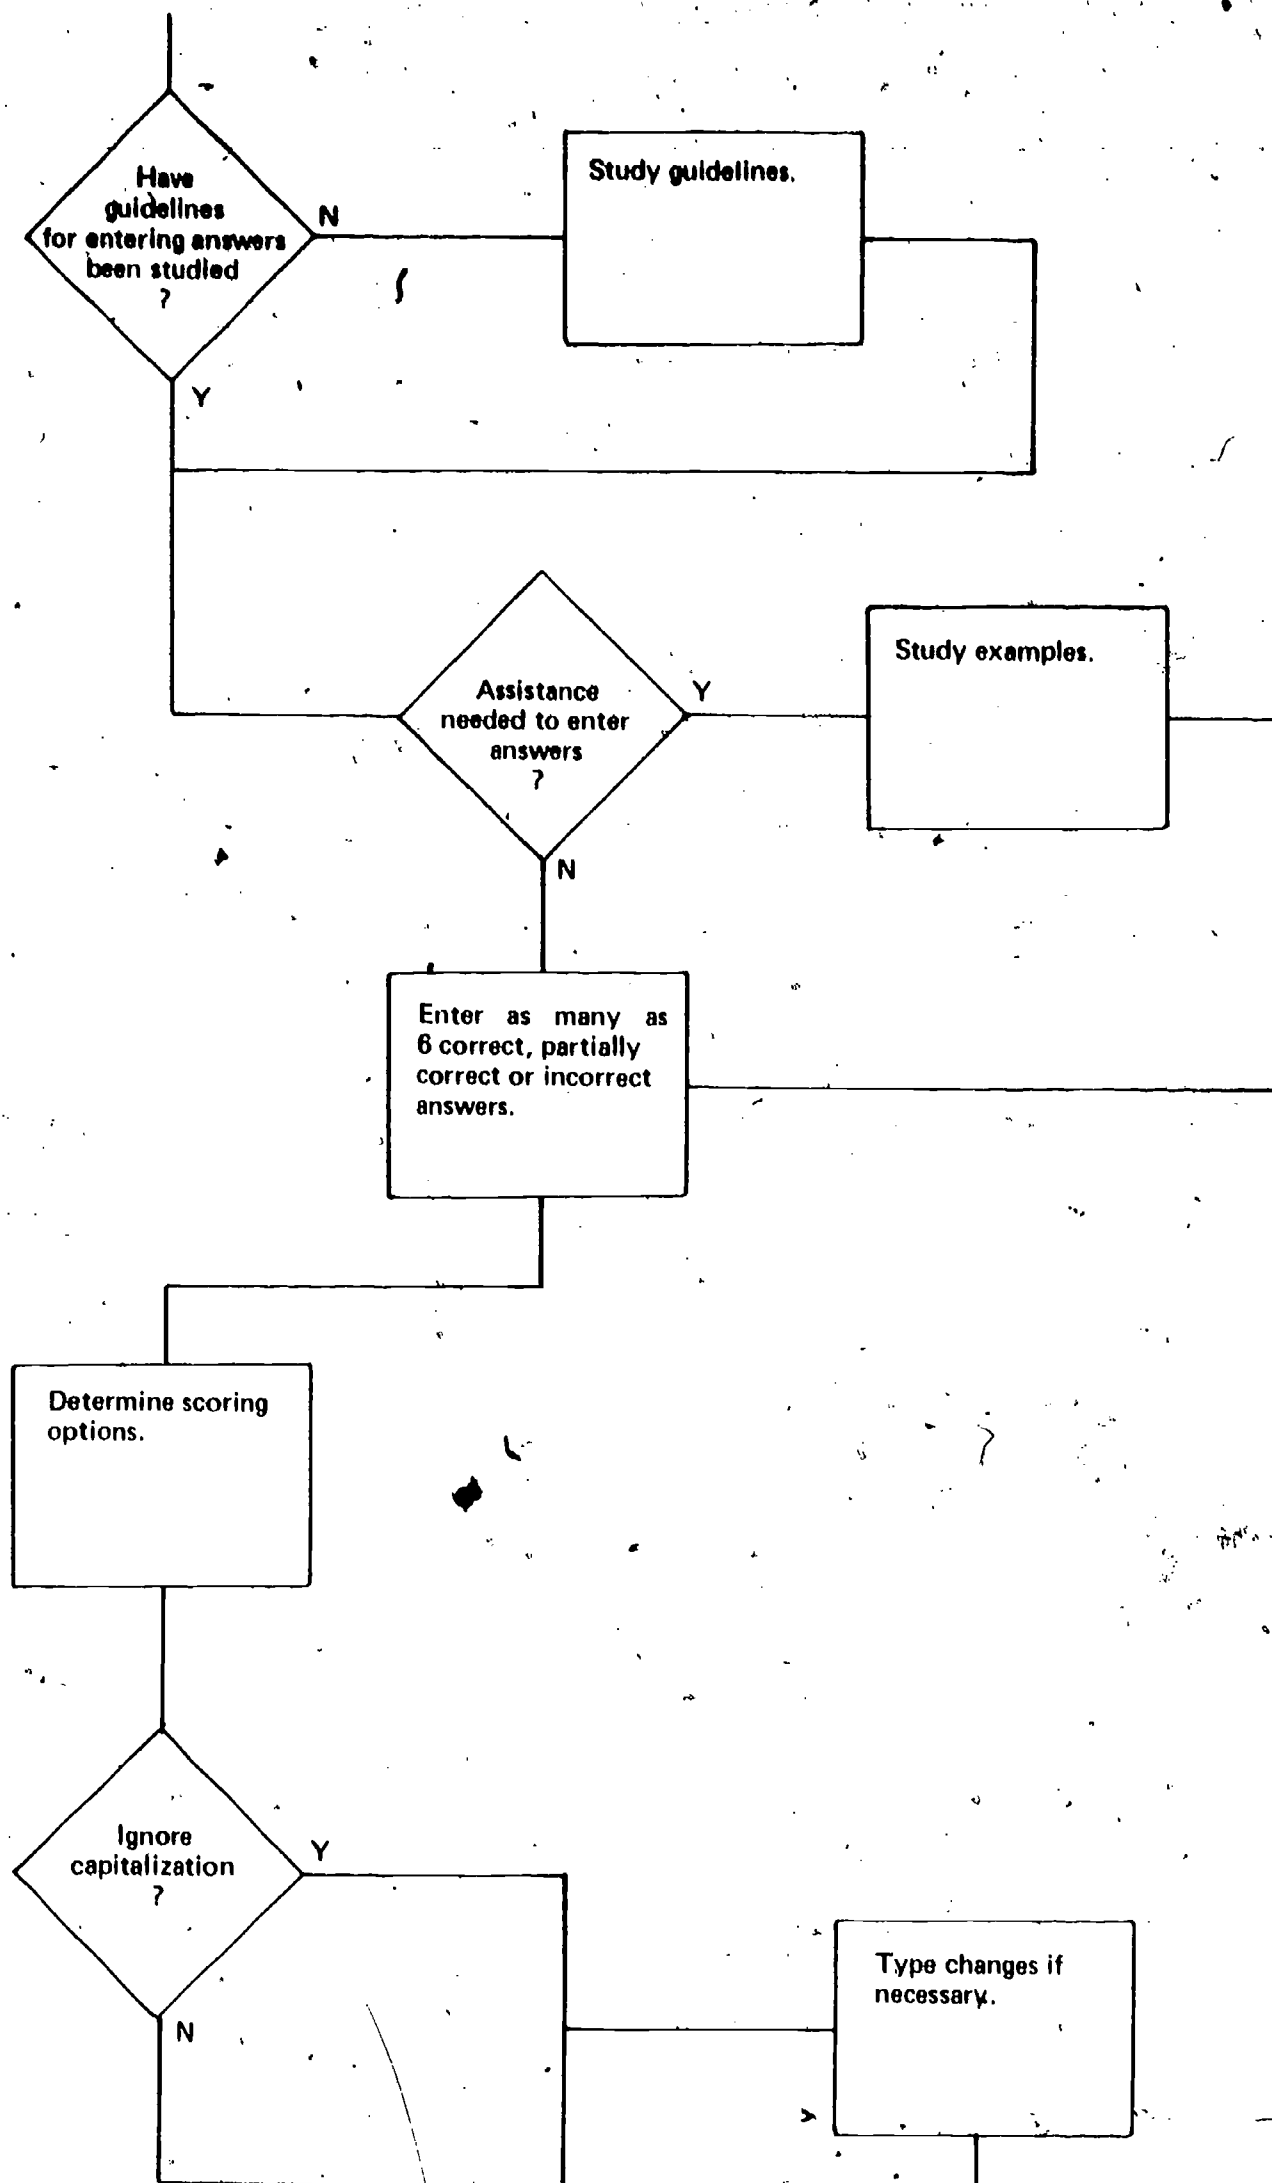 Have
guidelines
for entering answers
been studied
?
N
Y
Study guidelines.
Assistance
needed to enter
answers
?
Y
N
Study examples.
Enter as many as
6 correct, partially
correct or incorrect
answers.
Determine scoring
options.
Ignore
capitalization
?
Y
N
Type changes if
necessary.